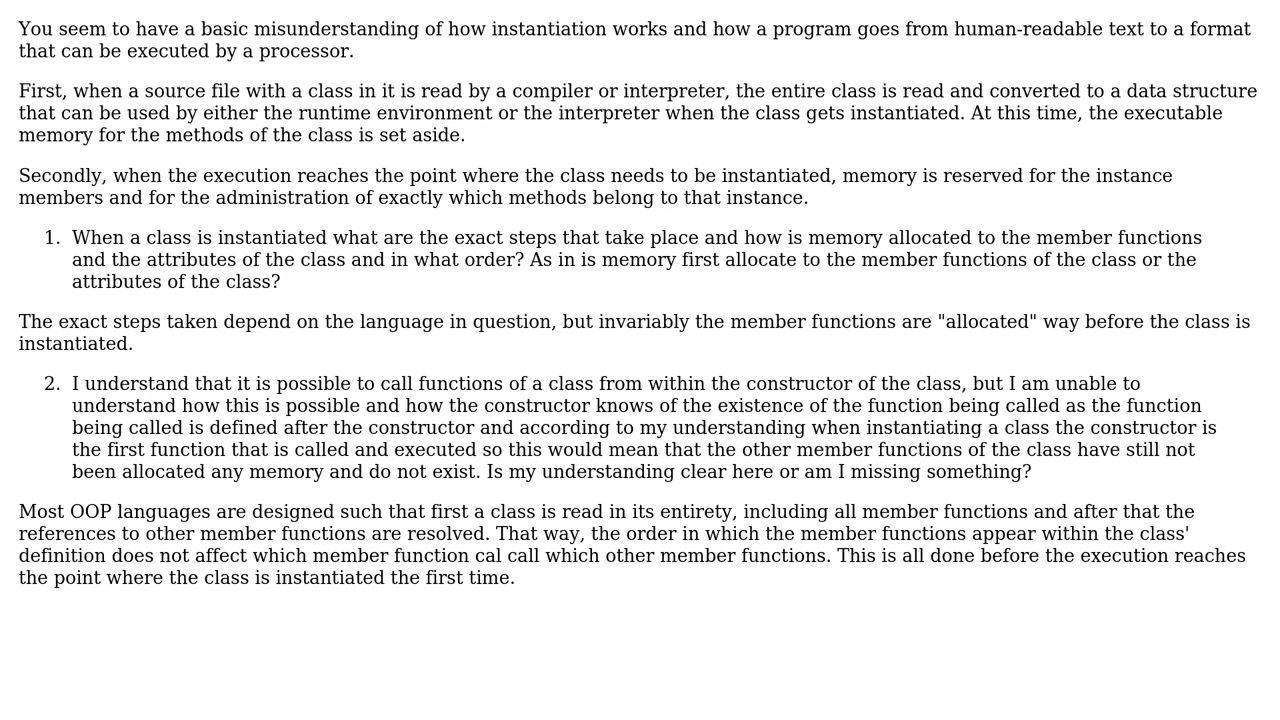 You seem to have a basic misunderstanding of how instantiation works and how a program goes from human-readable text to a format
that can be executed by a processor.
First, when a source file with a class in it is read by a compiler or interpreter, the entire class is read and converted to a data structure
that can be used by either the runtime environment or the interpreter when the class gets instantiated. At this time, the executable
memory for the methods of the class is set aside.
Secondly, when the execution reaches the point where the class needs to be instantiated, memory is reserved for the instance
members and for the administration of exactly which methods belong to that instance.
1. When a class is instantiated what are the exact steps that take place and how is memory allocated to the member functions
and the attributes of the class and in what order? As in is memory first allocate to the member functions of the class or the
attributes of the class?
The exact steps taken depend on the language in question, but invariably the member functions are "allocated" way before the class is
instantiated.
2. I understand that it is possible to call functions of a class from within the constructor of the class, but I am unable to
understand how this is possible and how the constructor knows of the existence of the function being called as the function
being called is defined after the constructor and according to my understanding when instantiating a class the constructor is
the first function that is called and executed so this would mean that the other member functions of the class have still not
been allocated any memory and do not exist. Is my understanding clear here or am I missing something?
Most OOP languages are designed such that first a class is read in its entirety, including all member functions and after that the
references to other member functions are resolved. That way, the order in which the member functions appear within the class'
definition does not affect which member function cal call which other member functions. This is all done before the execution reaches
the point where the class is instantiated the first time.